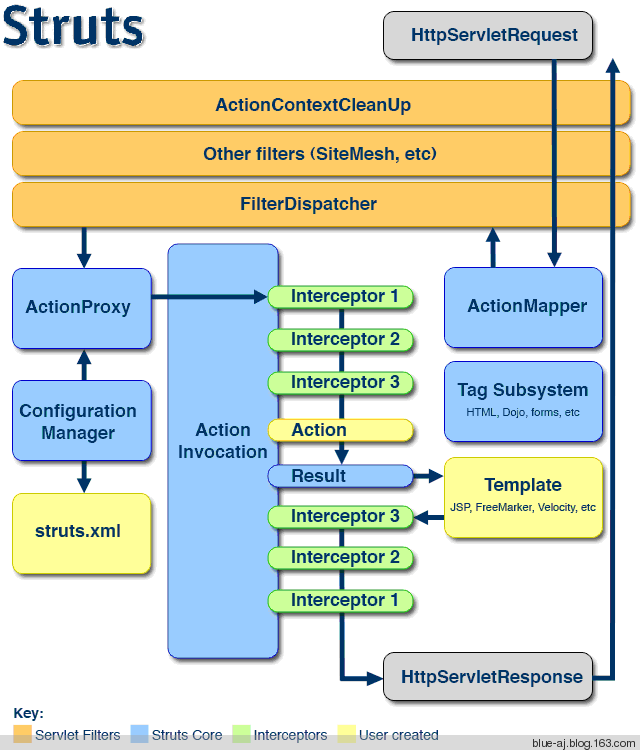 Struts
HttpServletRequest
ActionContextCleanUp
Other filters (SiteMesh, etc)
FilterDispatcher
ActionProxy
Interceptor 1
ActionMapper
Interceptor 2
Interceptor 3
Tag Subsystem
HTML, Dojo, forms, etc
Configuration
Manager
Action
Invocation
Action
Result
Template
JSP, FreeMarker, Velocity, etc
struts.xml
Interceptor 3
Interceptor 2
Interceptor 1
HttpServletResponse
Key:
Servlet Filters
Struts Core
Interceptors
User created
blue-aj.blog.163.com